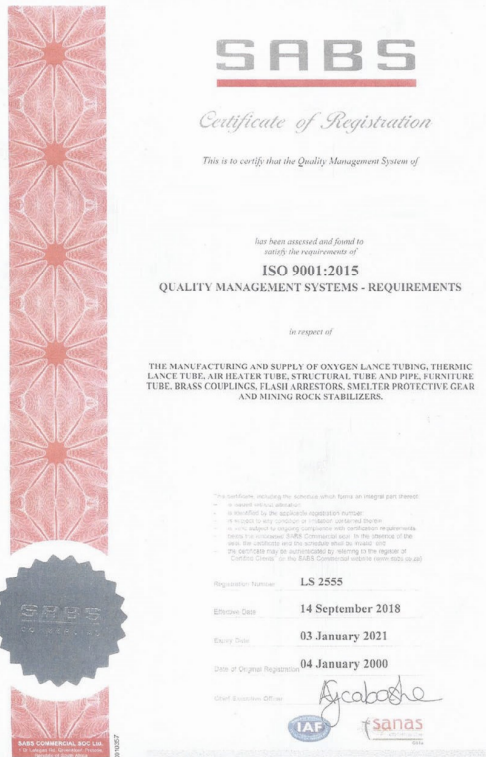 SABS
Certificate of Registration
This is to certify that the Quality Management System of
has been assessed and found to
satisfy the requirements of
ISO 9001:2015
QUALITY MANAGEMENT SYSTEMS - REQUIREMENTS
in respect of
THE MANUFACTURING AND SUPPLY OF OXYGEN LANCE TUBING, THERMIC
LANCE TUBE, AIR HEATER TUBE, STRUCTURAL TUBE AND PIPE, FURNITURE
TUBE, BRASS COUPLINGS, FLASH ARRESTORS, SMELTER PROTECTIVE GEAR
AND MINING ROCK STABILIZERS.
Registration Number LS 2555
Effective Date 14 September 2018
Expiry Date 03 January 2021
Date of Original Registration 04 January 2000
Chief Executive Officer
SABS
COMMERCIAL
IAF
sanas
SABS COMMERCIAL SOC Ltd.